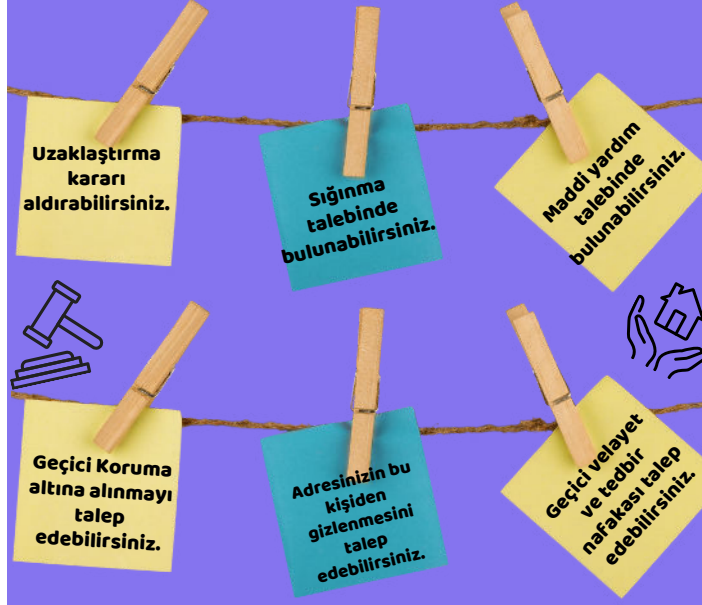 Uzaklaştırma
kararı
aldırabilirsiniz.
Sığınma
talebinde
bulunabilirsiniz.
Maddi yardım
talebinde
bulunabilirsiniz.
Geçici Koruma
altına alınmayı
talep
edebilirsiniz.
Adresinizin bu
kişiden
gizlenmesini
talep
edebilirsiniz.
Geçici velayet
ve tedbir
nafakası talep
edebilirsiniz.